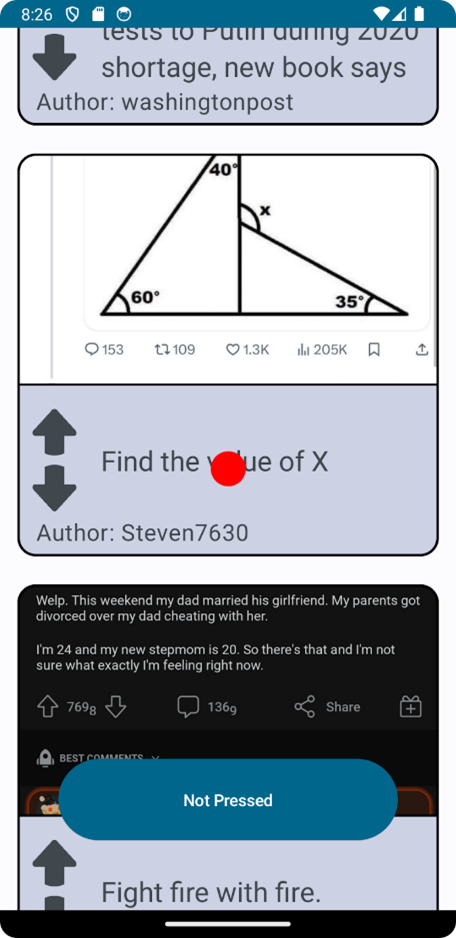 8:26
tests to Putin during 2020
shortage, new book says
Author: washingtonpost
40°
x
60°
35°
153 109 1.3K 205K
Find the of X
Author: Steven7630
Welp. This weekend my dad married his girlfriend. My parents got
divorced over my dad cheating with her.
I'm 24 and my new stepmom is 20. So there's that and I'm not
sure what exactly I'm feeling right now.
769₈ 136₉ Share
BEST COMMENTS
Not Pressed
Fight fire with fire.